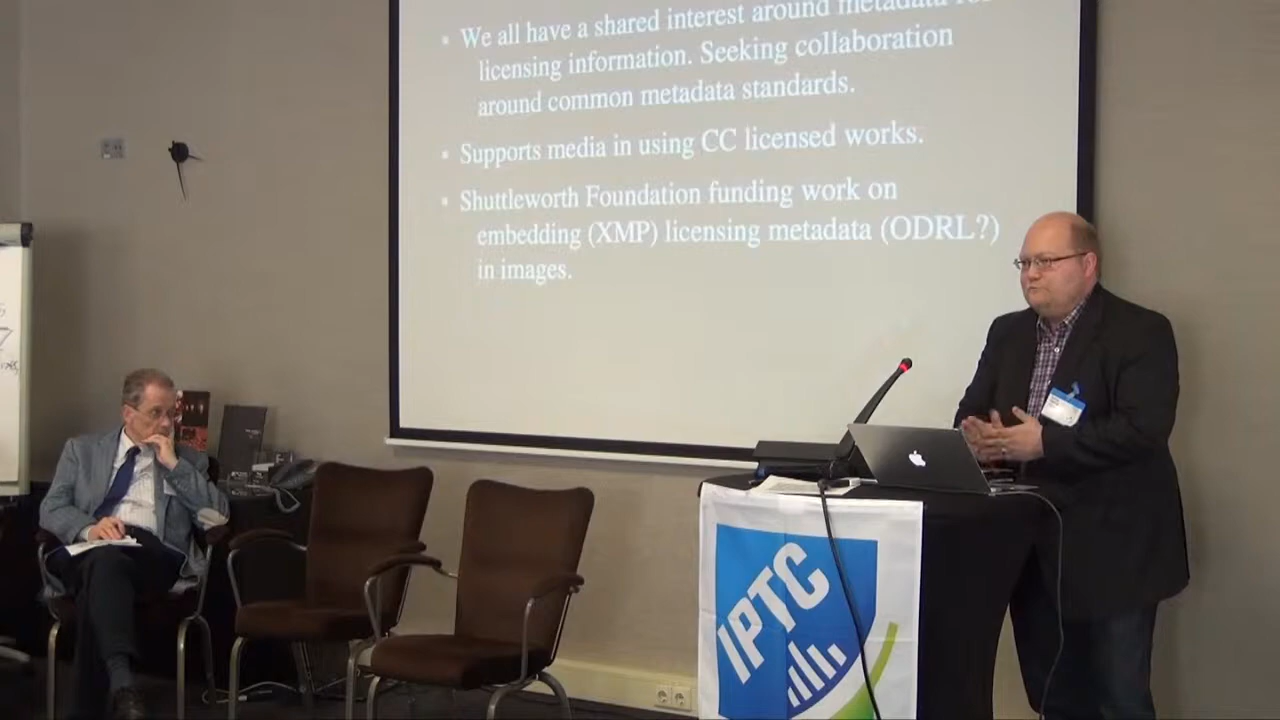 We all have a shared interest around metadata for
licensing information. Seeking collaboration
around common metadata standards.
Supports media in using CC licensed works.
Shuttleworth Foundation funding work on
embedding (XMP) licensing metadata (ODRL?)
in images.
IPTC